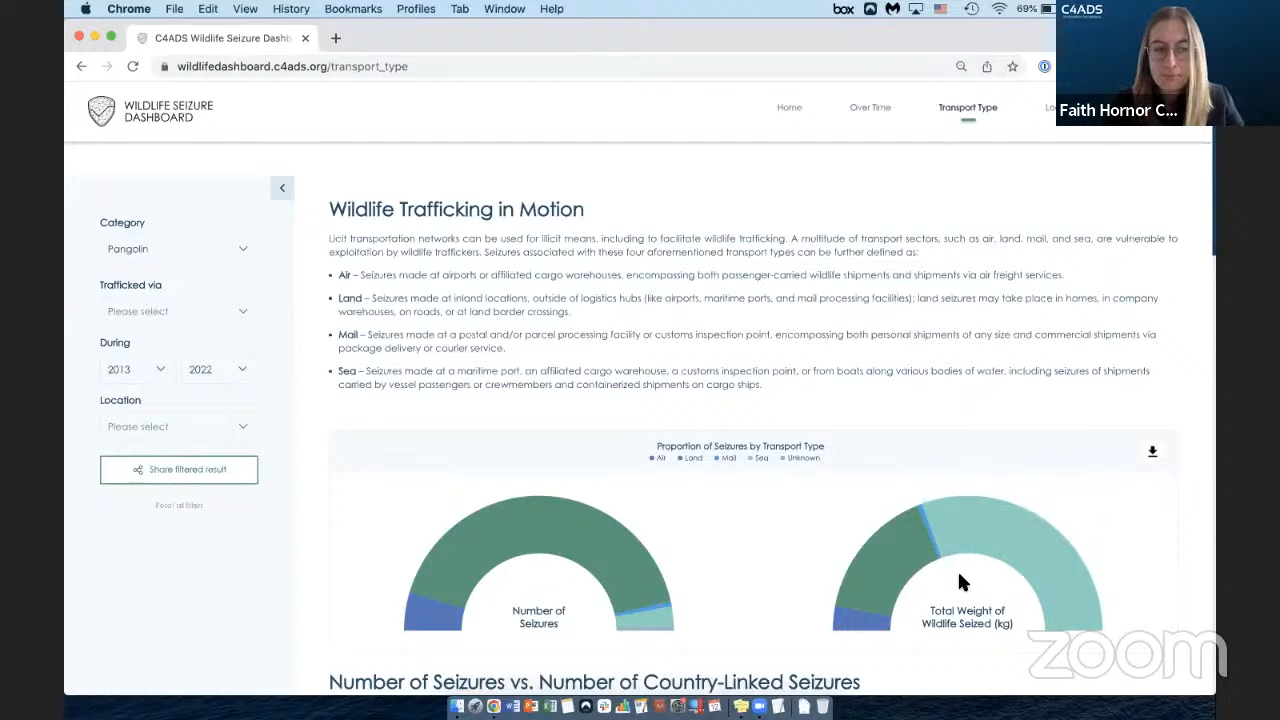 Chrome File Edit View History Bookmarks Profiles Tab Window Help
box 69%
C4ADS Wildlife Seizure Dashb
wildlifedashboard.c4ads.org/transport_type
C4ADS
Faith Hornor C...
WILDLIFE SEIZURE
DASHBOARD
Home Over Time Transport Type
Category
Pangolin
Trafficked via
Please select
During
2013 2022
Location
Please select
Share filtered result
Reset all filters
Wildlife Trafficking in Motion
Licit transportation networks can be used for illicit means, including to facilitate wildlife trafficking. A multitude of transport sectors, such as air, land, mail, and sea, are vulnerable to
exploitation by wildlife traffickers. Seizures associated with these four aforementioned transport types can be further defined as:
• Air – Seizures made at airports or affiliated cargo warehouses, encompassing both passenger-carried wildlife shipments and shipments via air freight services.
• Land – Seizures made at inland locations, outside of logistics hubs (like airports, maritime ports, and mail processing facilities); land seizures may take place in homes, in company
warehouses, on roads, or at land border crossings.
• Mail – Seizures made at a postal and/or parcel processing facility or customs inspection point, encompassing both personal shipments of any size and commercial shipments via
package delivery or courier service.
• Sea – Seizures made at a maritime port, an affiliated cargo warehouse, a customs inspection point, or from boats along various bodies of water, including seizures of shipments
carried by vessel passengers or crewmembers and containerized shipments on cargo ships.
Proportion of Seizures by Transport Type
Air Land Mail Sea Unknown
Number of
Seizures
Total Weight of
Wildlife Seized (kg)
Number of Seizures vs. Number of Country-Linked Seizures
zoom